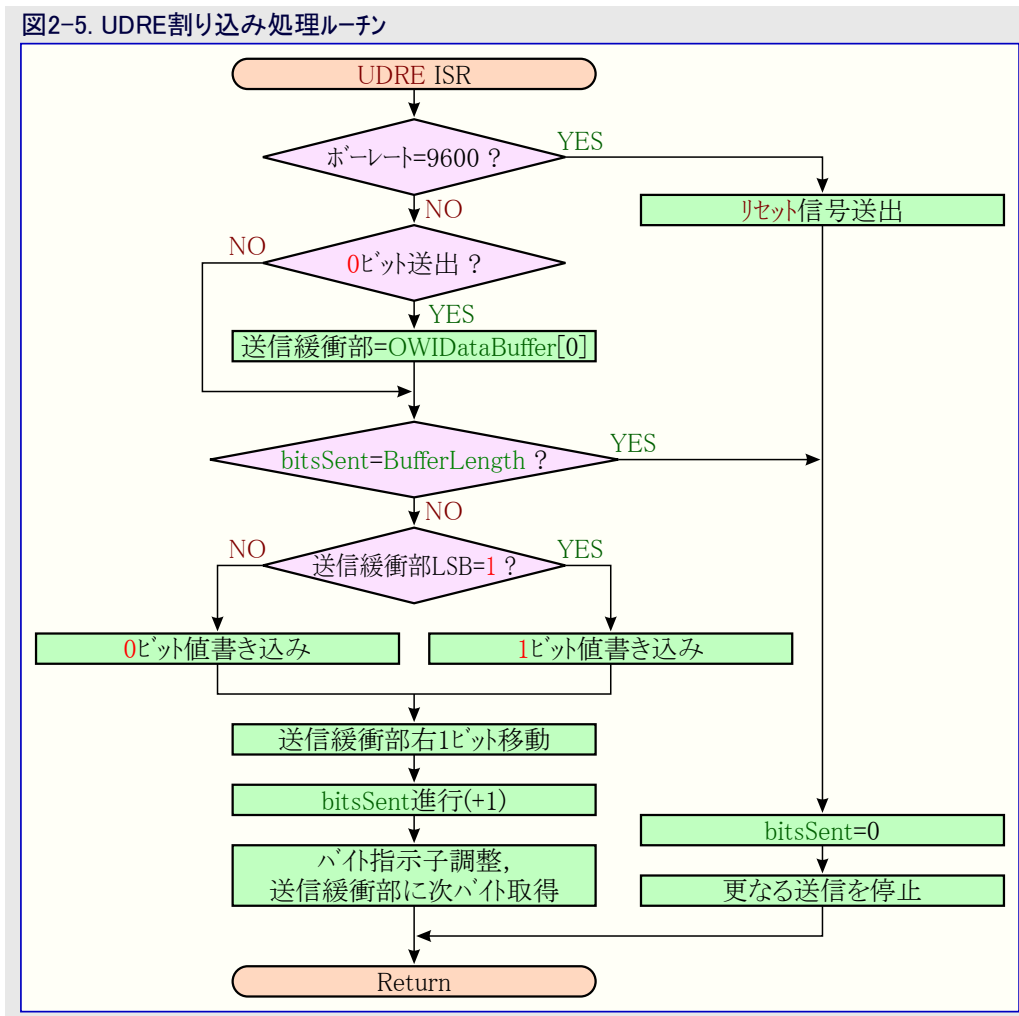 図2-5. UDRE割り込み処理ルーチン
UDRE ISR
ボーレート=9600 ?
YES
リセット信号送出
NO
NO
0ビット送出 ?
YES
送信緩衝部=OWIDataBuffer[0]
bitsSent=BufferLength ?
YES
NO
NO
送信緩衝部LSB=1 ?
YES
0ビット値書き込み
1ビット値書き込み
送信緩衝部右1ビット移動
bitsSent進行(+1)
バイト指示子調整,
送信緩衝部に次バイト取得
bitsSent=0
更なる送信を停止
Return